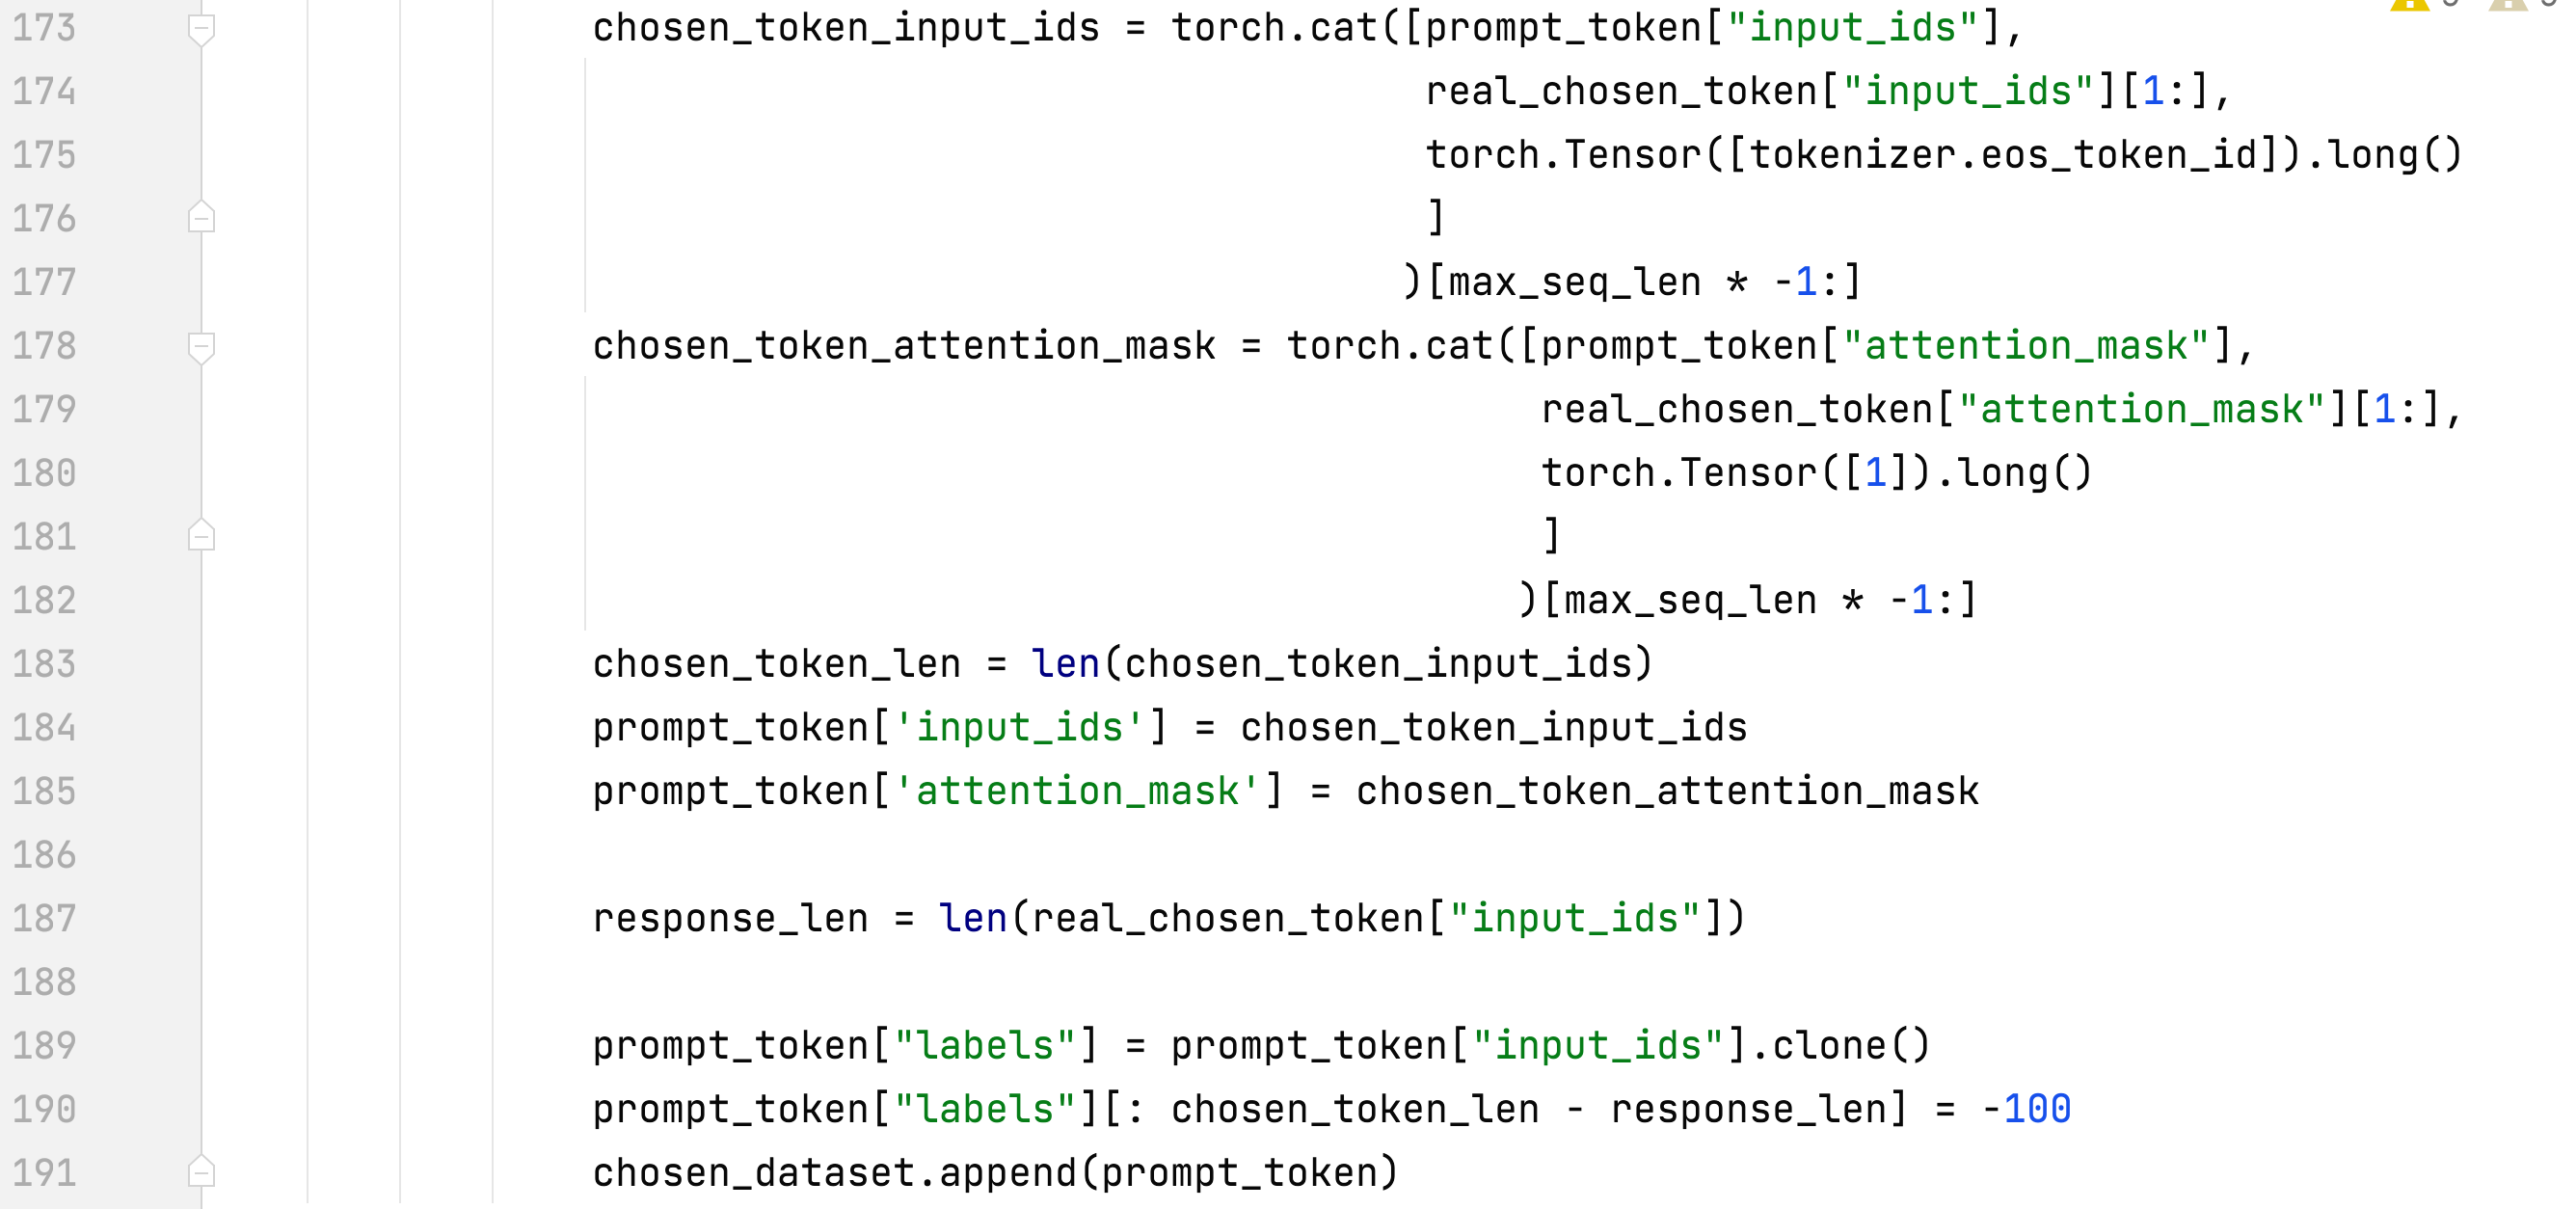 173 chosen_token_input_ids = torch.cat([prompt_token["input_ids"],
174 real_chosen_token["input_ids"][1:],
175 torch.Tensor([tokenizer.eos_token_id]).long()
176 ]
177 )[max_seq_len * -1:]
178 chosen_token_attention_mask = torch.cat([prompt_token["attention_mask"],
179 real_chosen_token["attention_mask"][1:],
180 torch.Tensor([1]).long()
181 ]
182 )[max_seq_len * -1:]
183 chosen_token_len = len(chosen_token_input_ids)
184 prompt_token['input_ids'] = chosen_token_input_ids
185 prompt_token['attention_mask'] = chosen_token_attention_mask
186
187 response_len = len(real_chosen_token["input_ids"])
188
189 prompt_token["labels"] = prompt_token["input_ids"].clone()
190 prompt_token["labels"][: chosen_token_len - response_len] = -100
191 chosen_dataset.append(prompt_token)